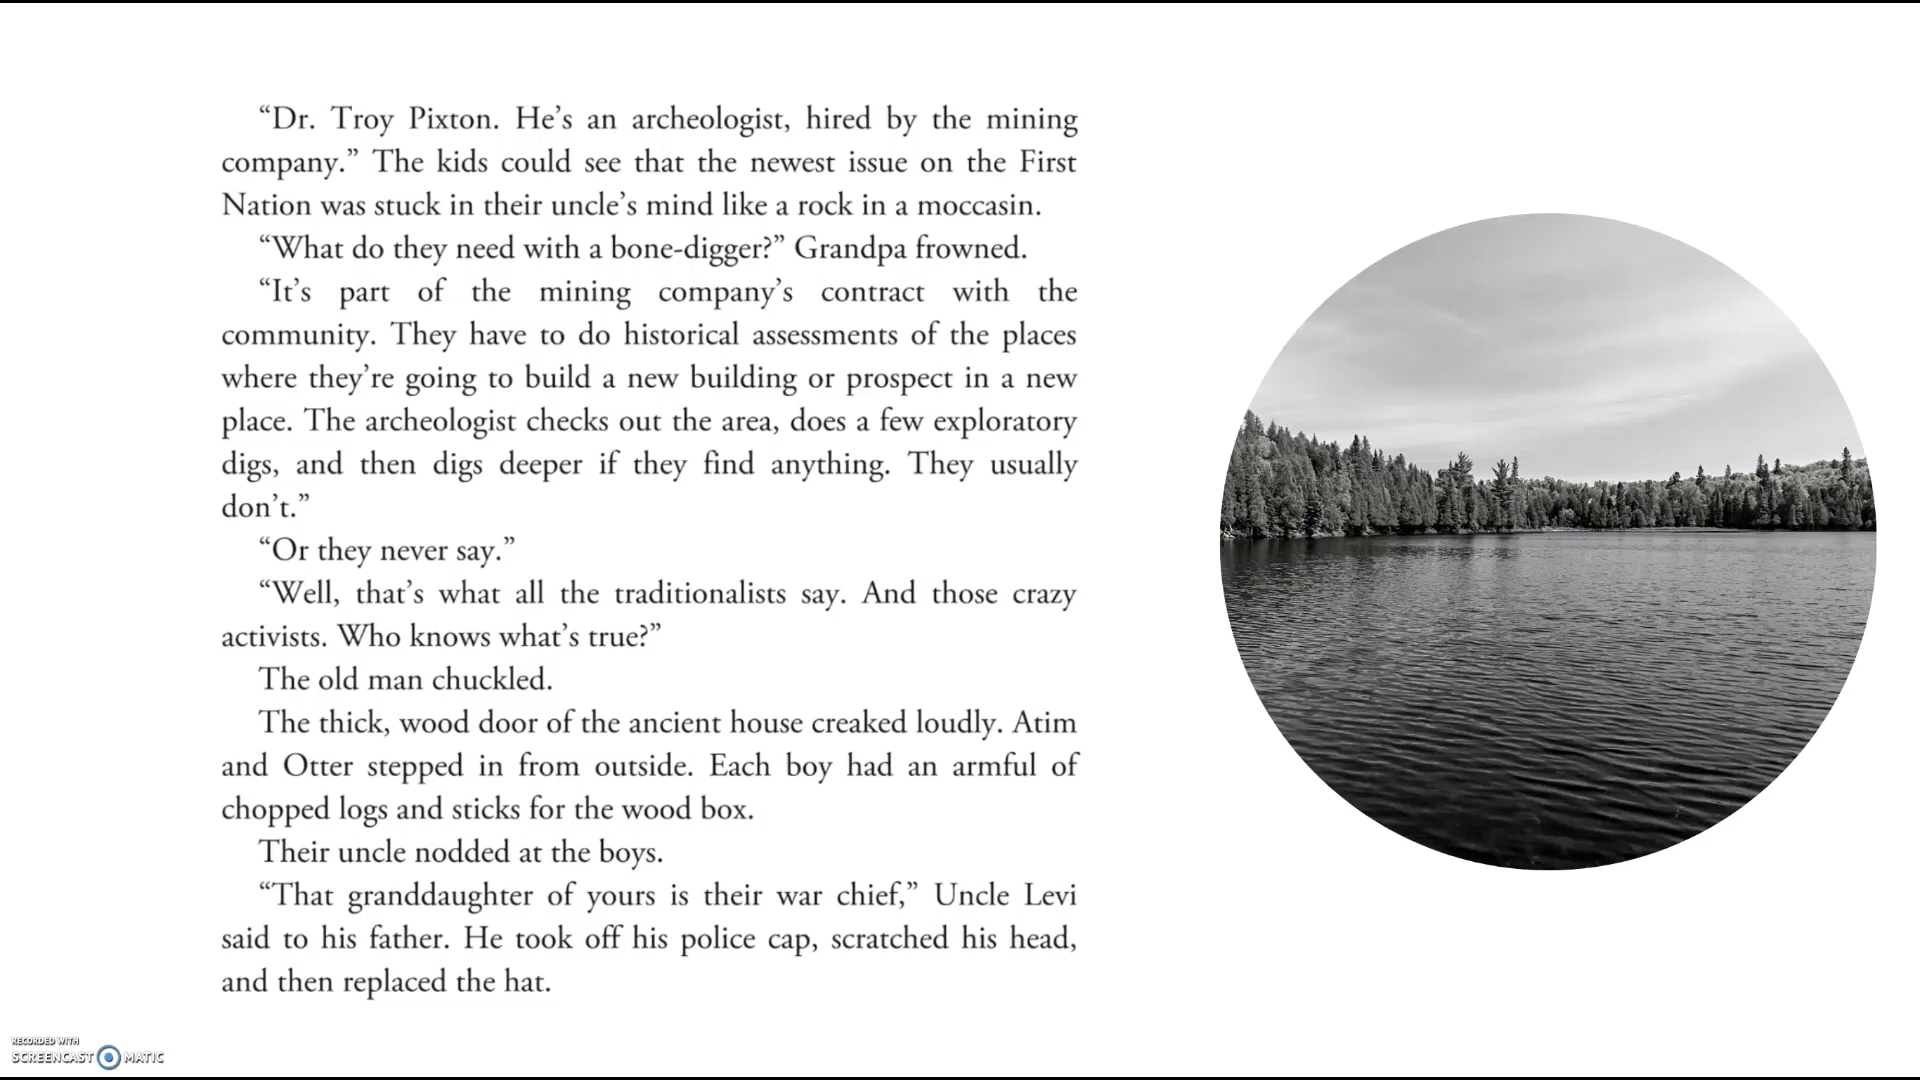 “Dr. Troy Pixton. He’s an archeologist, hired by the mining
company.” The kids could see that the newest issue on the First
Nation was stuck in their uncle’s mind like a rock in a moccasin.
“What do they need with a bone-digger?” Grandpa frowned.
“It’s part of the mining company’s contract with the
community. They have to do historical assessments of the places
where they’re going to build a new building or prospect in a new
place. The archeologist checks out the area, does a few exploratory
digs, and then digs deeper if they find anything. They usually
don’t.”
“Or they never say.”
“Well, that’s what all the traditionalists say. And those crazy
activists. Who knows what’s true?”
The old man chuckled.
The thick, wood door of the ancient house creaked loudly. Atim
and Otter stepped in from outside. Each boy had an armful of
chopped logs and sticks for the wood box.
Their uncle nodded at the boys.
“That granddaughter of yours is their war chief,” Uncle Levi
said to his father. He took off his police cap, scratched his head,
and then replaced the hat.
RECORDED WITH
SCREENCAST MATIC